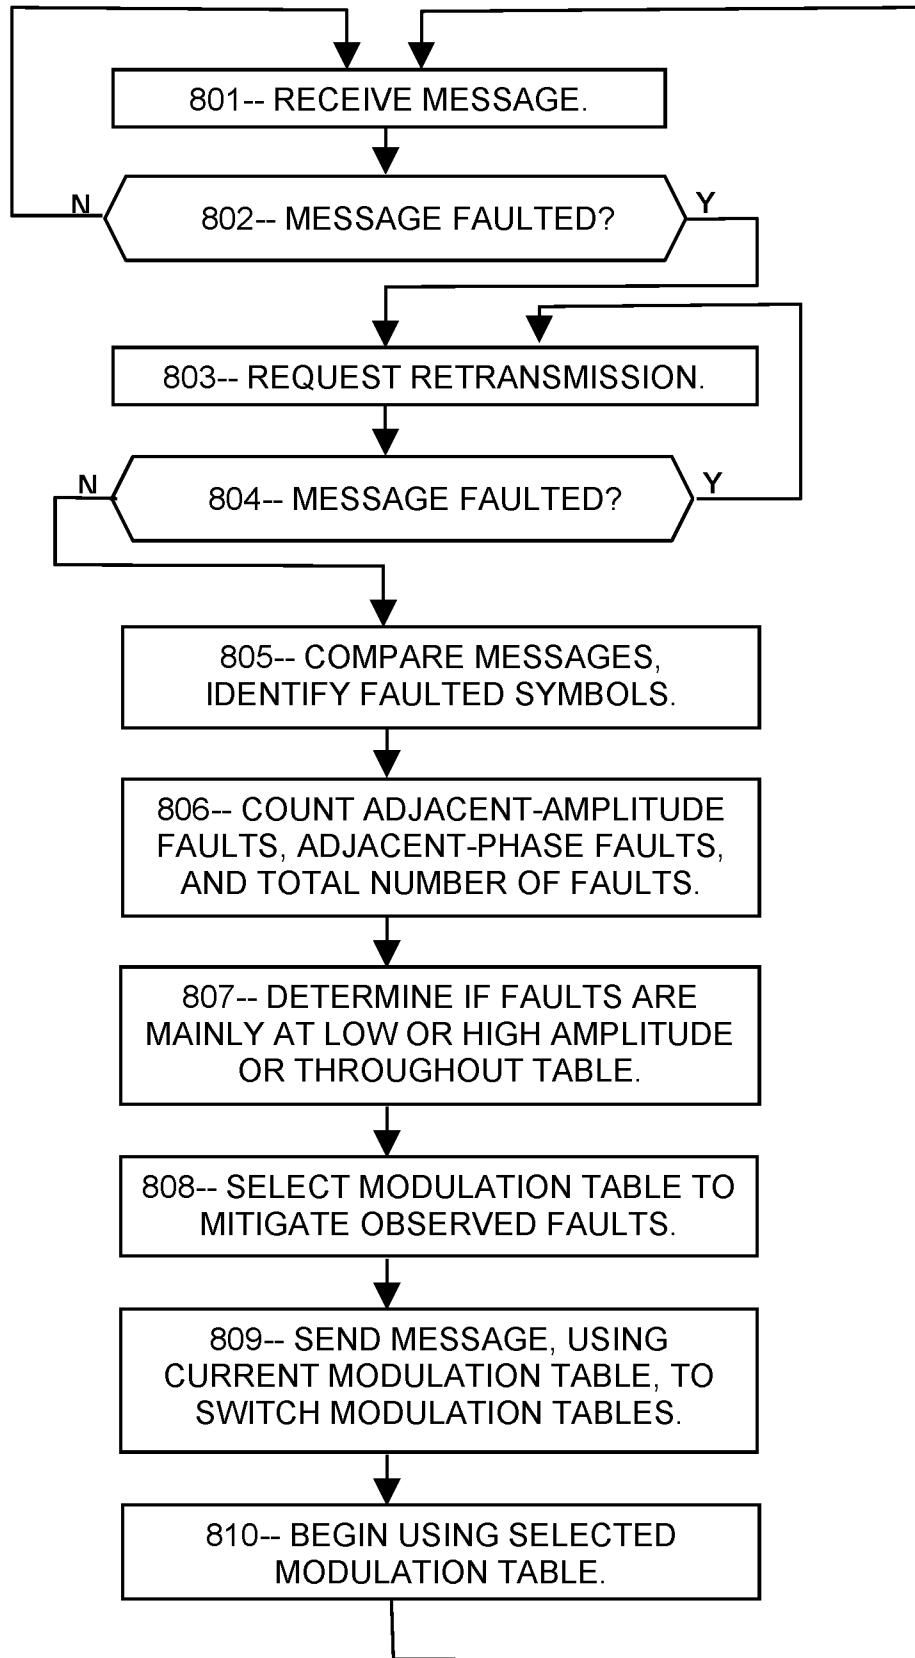 801-- RECEIVE MESSAGE.
N
802-- MESSAGE FAULTED?
Y
803-- REQUEST RETRANSMISSION.
N
804-- MESSAGE FAULTED?
Y
805-- COMPARE MESSAGES,
IDENTIFY FAULTED SYMBOLS.
806-- COUNT ADJACENT-AMPLITUDE
FAULTS, ADJACENT-PHASE FAULTS,
AND TOTAL NUMBER OF FAULTS.
807-- DETERMINE IF FAULTS ARE
MAINLY AT LOW OR HIGH AMPLITUDE
OR THROUGHOUT TABLE.
808-- SELECT MODULATION TABLE TO
MITIGATE OBSERVED FAULTS.
809-- SEND MESSAGE, USING
CURRENT MODULATION TABLE, TO
SWITCH MODULATION TABLES.
810-- BEGIN USING SELECTED
MODULATION TABLE.